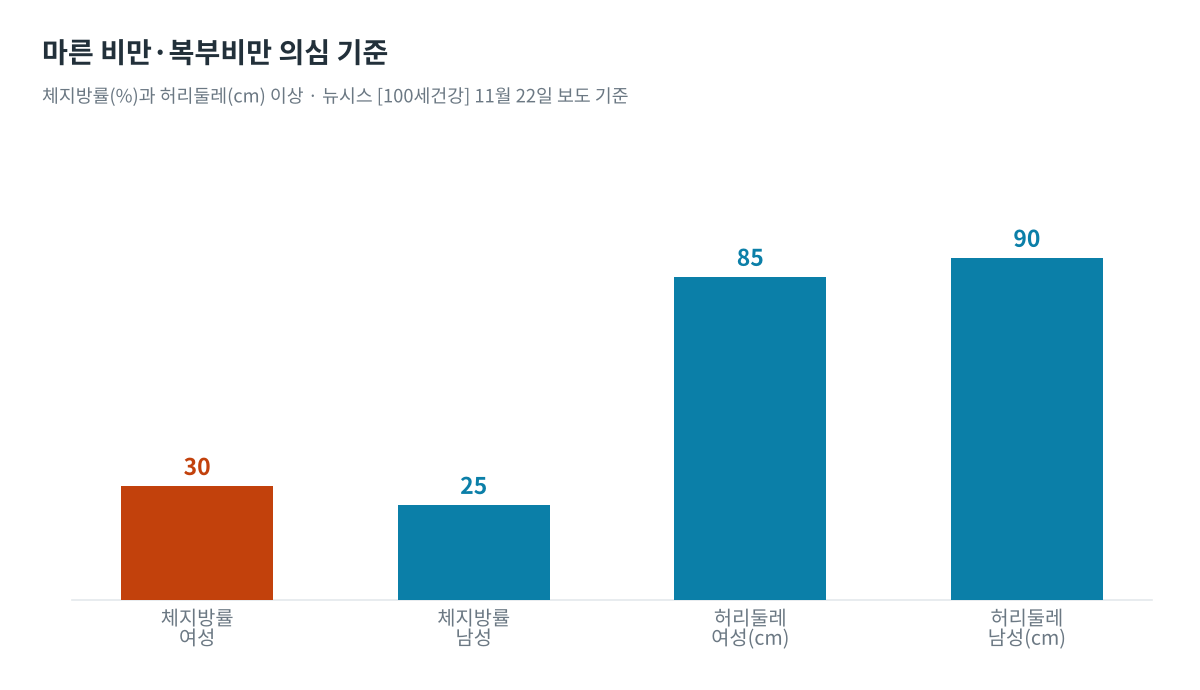 마른 비만·복부비만 의심 기준
체지방률(%)과 허리둘레(cm) 이상 · 뉴시스 [100세건강] 11월 22일 보도 기준
30
25
85
90
체지방률
여성
체지방률
남성
허리둘레
여성(cm)
허리둘레
남성(cm)